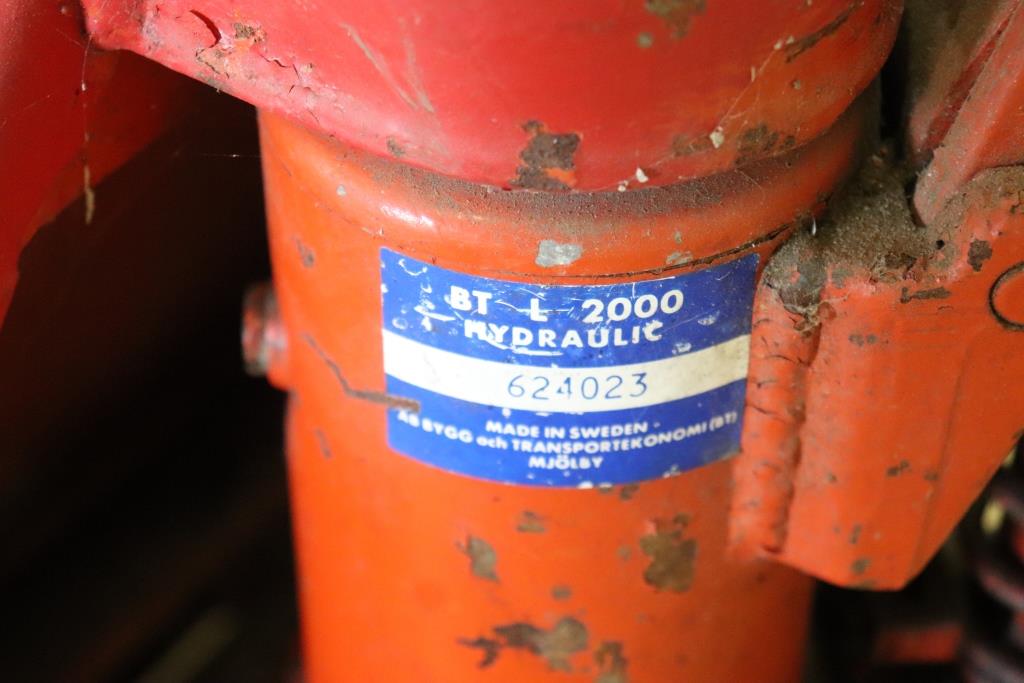 BT L 2000
HYDRAULIC
624023
MADE IN SWEDEN
AB BYGG och TRANSPORTEKONOMI (BT)
MJÖLBY